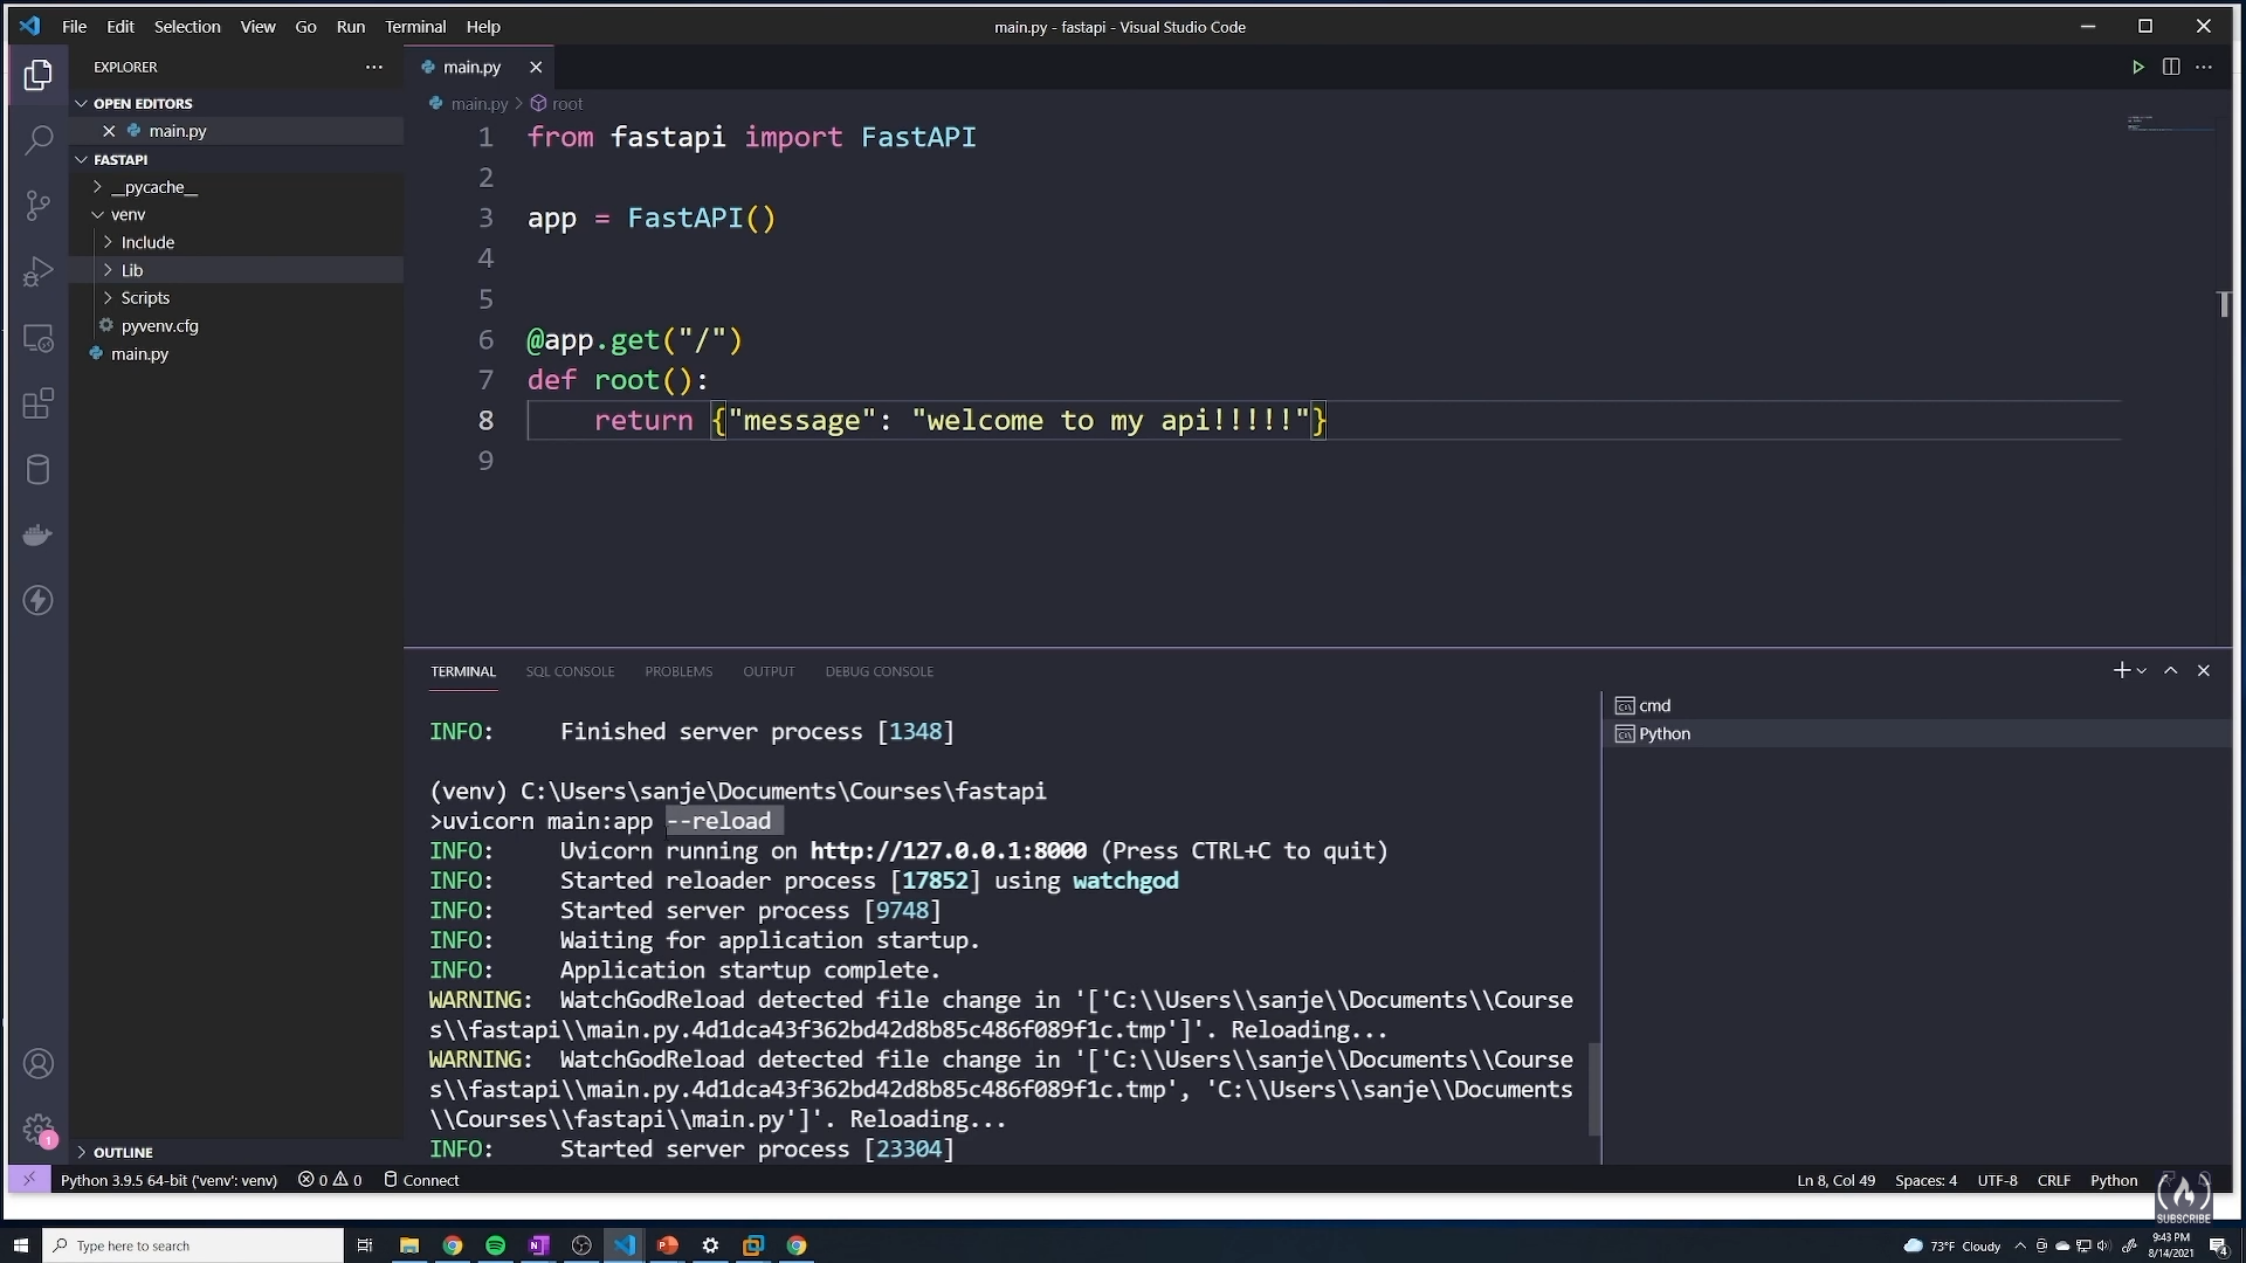 File Edit Selection View Go Run Terminal Help
main.py - fastapi - Visual Studio Code
EXPLORER
OPEN EDITORS
main.py
FASTAPI
__pycache__
venv
Include
Lib
Scripts
pyvenv.cfg
main.py
OUTLINE
main.py
main.py > root
1 from fastapi import FastAPI
2
3 app = FastAPI()
4
5
6 @app.get("/")
7 def root():
8 return {"message": "welcome to my api!!!!!"}
9
TERMINAL SQL CONSOLE PROBLEMS OUTPUT DEBUG CONSOLE
INFO: Finished server process [1348]
(venv) C:\Users\sanje\Documents\Courses\fastapi
>uvicorn main:app --reload
INFO: Uvicorn running on http://127.0.0.1:8000 (Press CTRL+C to quit)
INFO: Started reloader process [17852] using watchgod
INFO: Started server process [9748]
INFO: Waiting for application startup.
INFO: Application startup complete.
WARNING: WatchGodReload detected file change in '['C:\\Users\\sanje\\Documents\\Course
s\\fastapi\\main.py.4d1dca43f362bd42d8b85c486f089f1c.tmp']'. Reloading...
WARNING: WatchGodReload detected file change in '['C:\\Users\\sanje\\Documents\\Course
s\\fastapi\\main.py.4d1dca43f362bd42d8b85c486f089f1c.tmp', 'C:\\Users\\sanje\\Documents
\\Courses\\fastapi\\main.py']'. Reloading...
INFO: Started server process [23304]
cmd
Python
1
Python 3.9.5 64-bit ('venv': venv) 0 0 Connect
Ln 8, Col 49 Spaces: 4 UTF-8 CRLF Python
SUBSCRIBE
Type here to search
73°F Cloudy
9:43 PM
8/14/2021
4